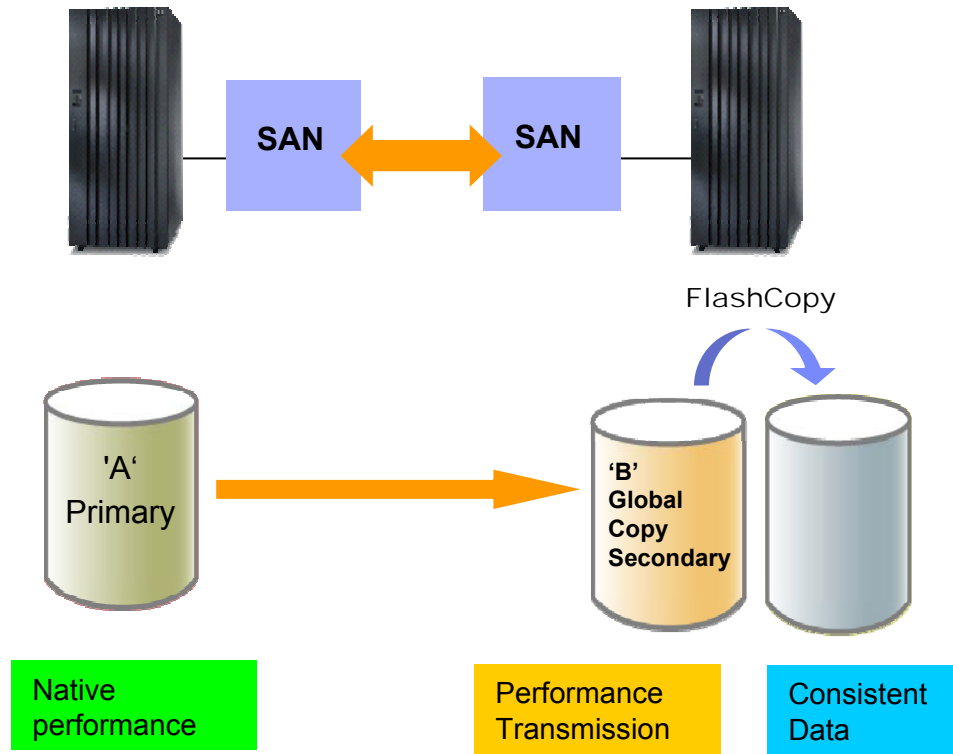 SAN
SAN
FlashCopy
'A‘
Primary
‘B’
Global
Copy
Secondary
Native
performance
Performance
Transmission
Consistent
Data